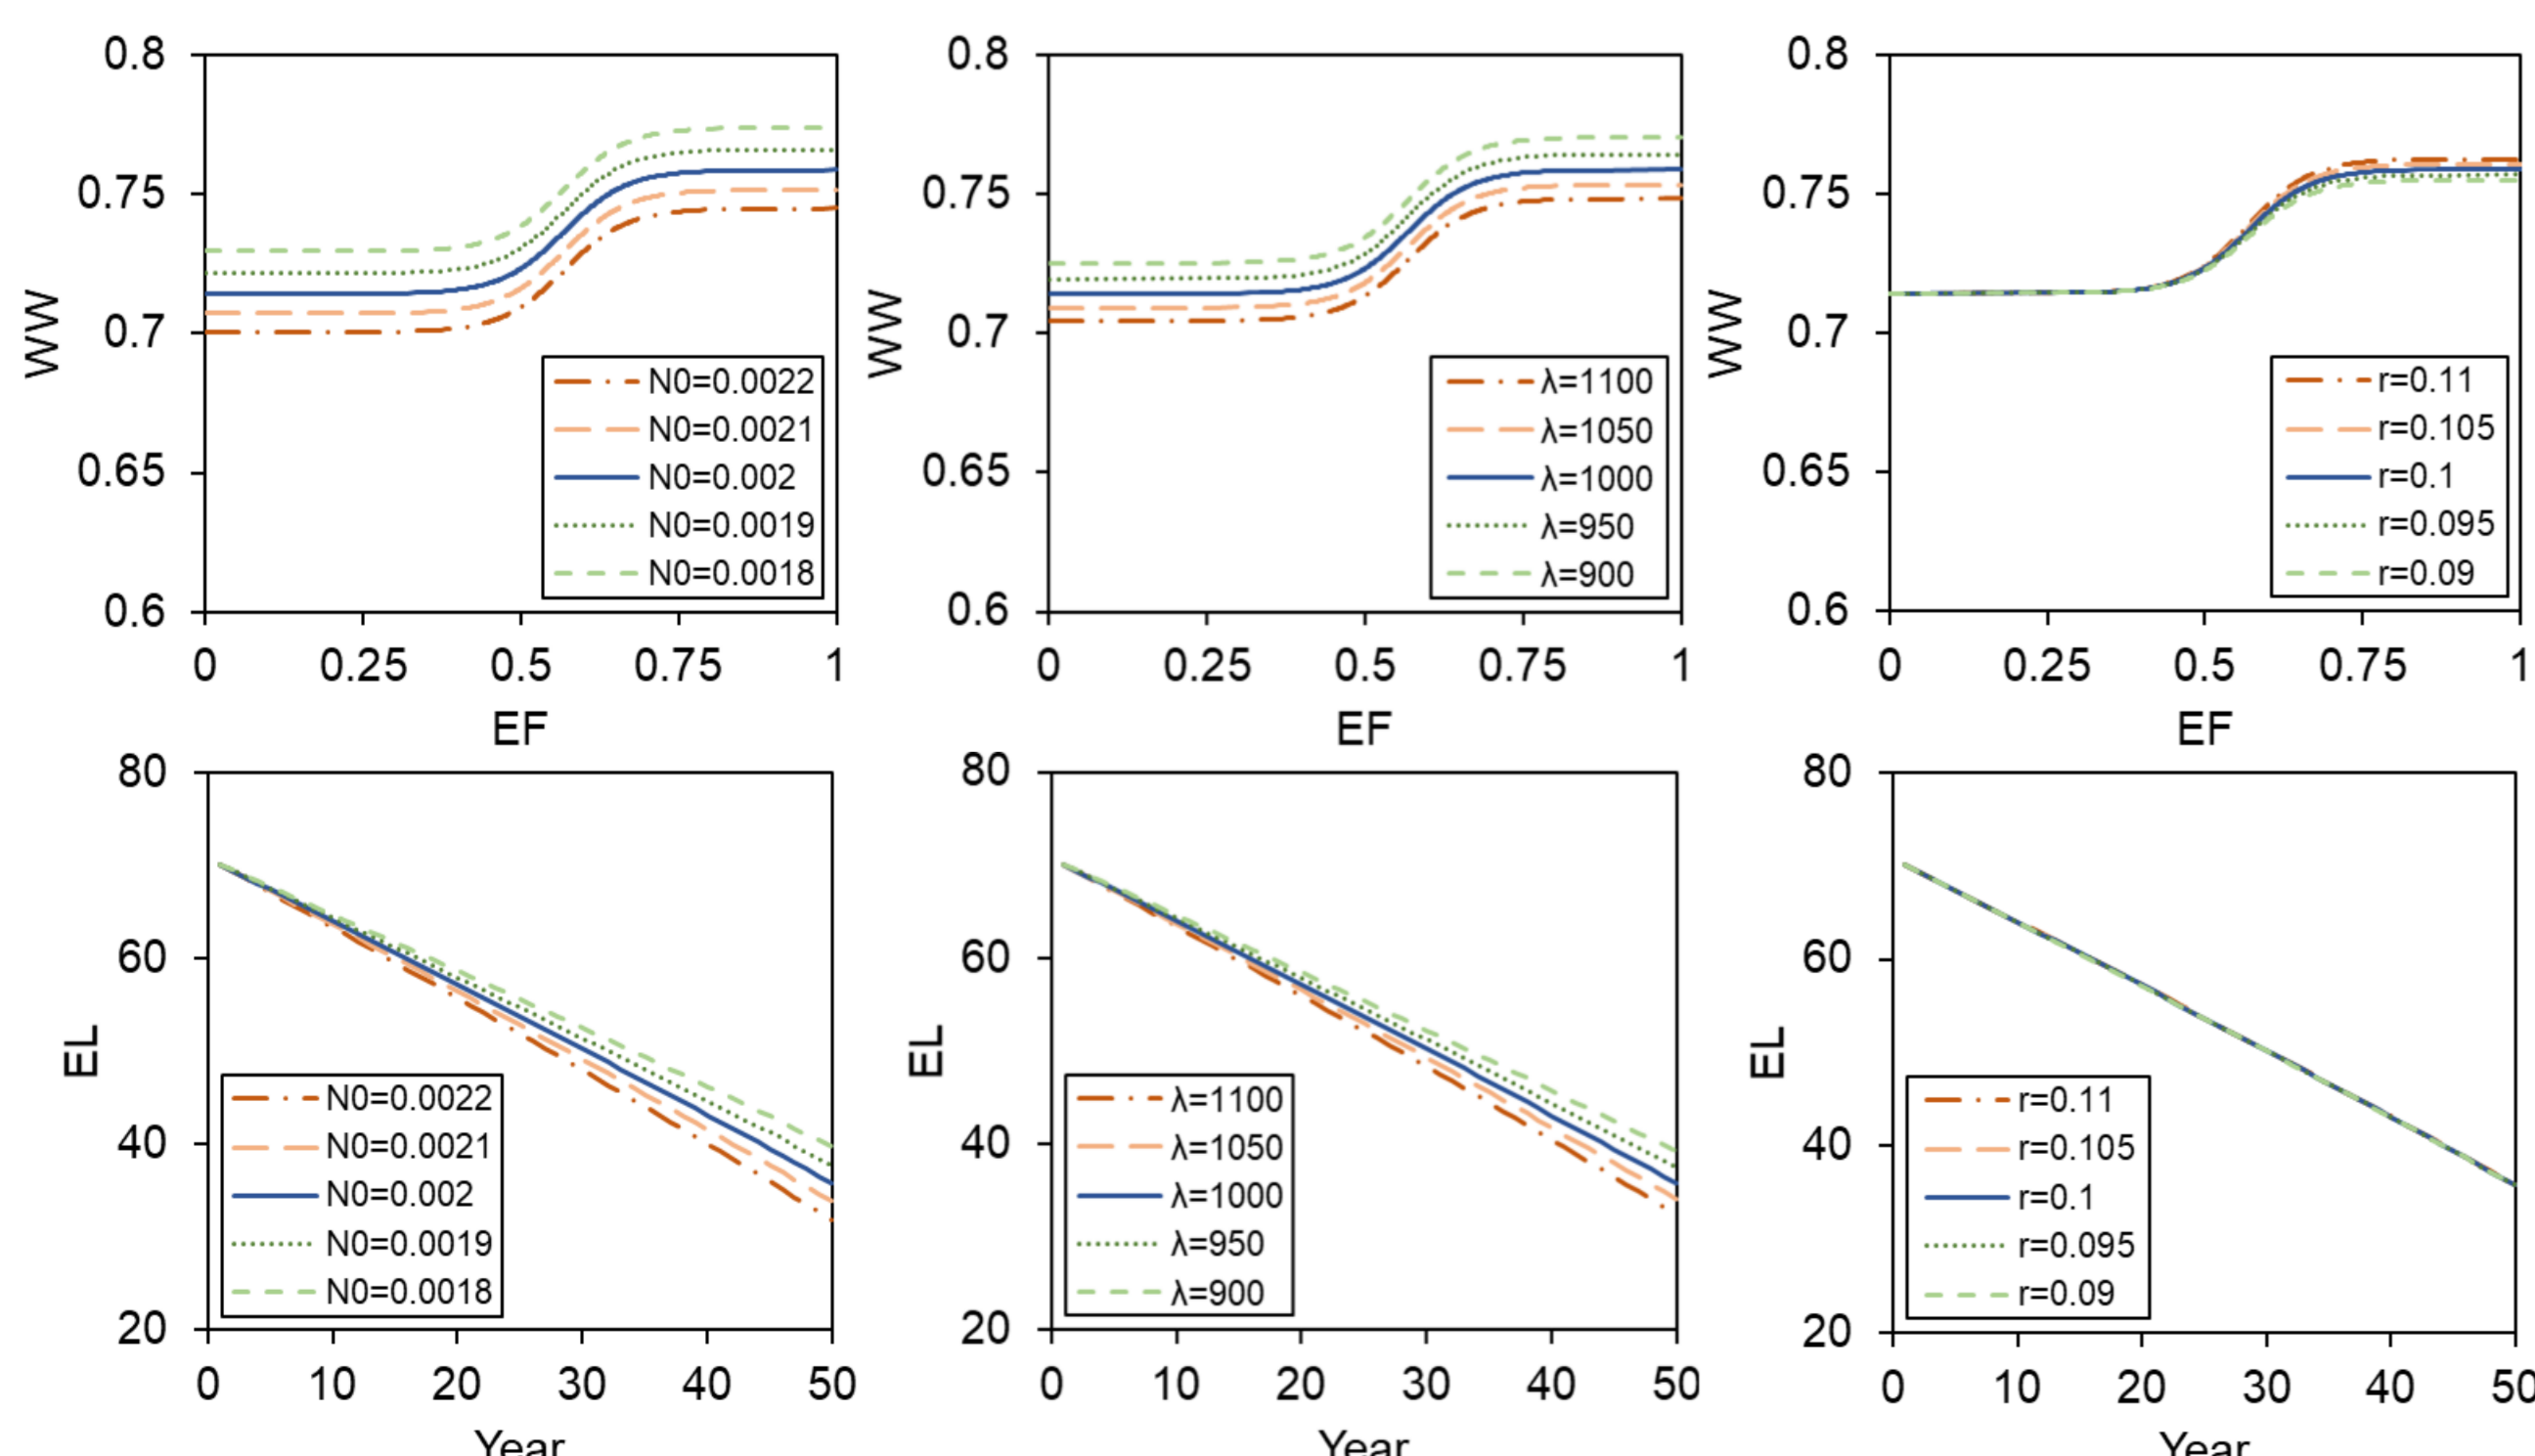 0.8
0.75
0.7
0.65
0.6
WW
0 0.25 0.5 0.75 1
EF
N0=0.0022
N0=0.0021
N0=0.002
N0=0.0019
N0=0.0018
0.8
0.75
0.7
0.65
0.6
WW
0 0.25 0.5 0.75 1
EF
λ=1100
λ=1050
λ=1000
λ=950
λ=900
0.8
0.75
0.7
0.65
0.6
WW
0 0.25 0.5 0.75 1
EF
r=0.11
r=0.105
r=0.1
r=0.095
r=0.09
80
60
40
20
EL
0 10 20 30 40 50
Year
N0=0.0022
N0=0.0021
N0=0.002
N0=0.0019
N0=0.0018
80
60
40
20
EL
0 10 20 30 40 50
Year
λ=1100
λ=1050
λ=1000
λ=950
λ=900
80
60
40
20
EL
0 10 20 30 40 50
Year
r=0.11
r=0.105
r=0.1
r=0.095
r=0.09